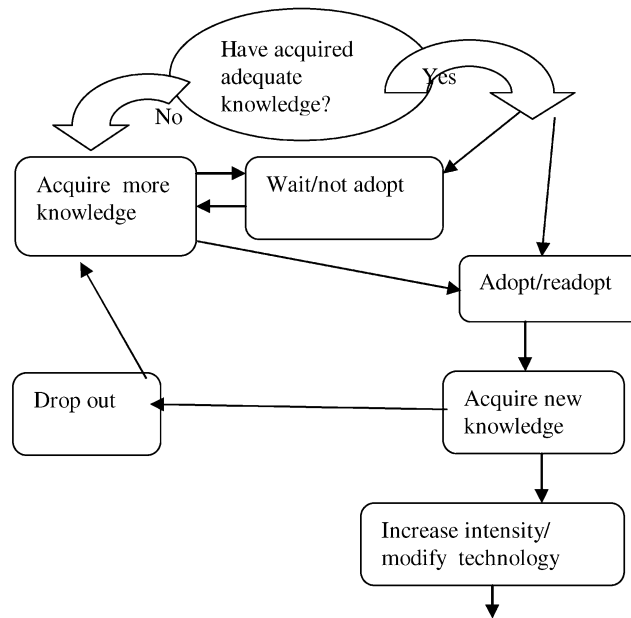 Have acquired
adequate
knowledge?
Yes
No
Acquire more
knowledge
Wait/not adopt
Adopt/readopt
Drop out
Acquire new
knowledge
Increase intensity/
modify technology